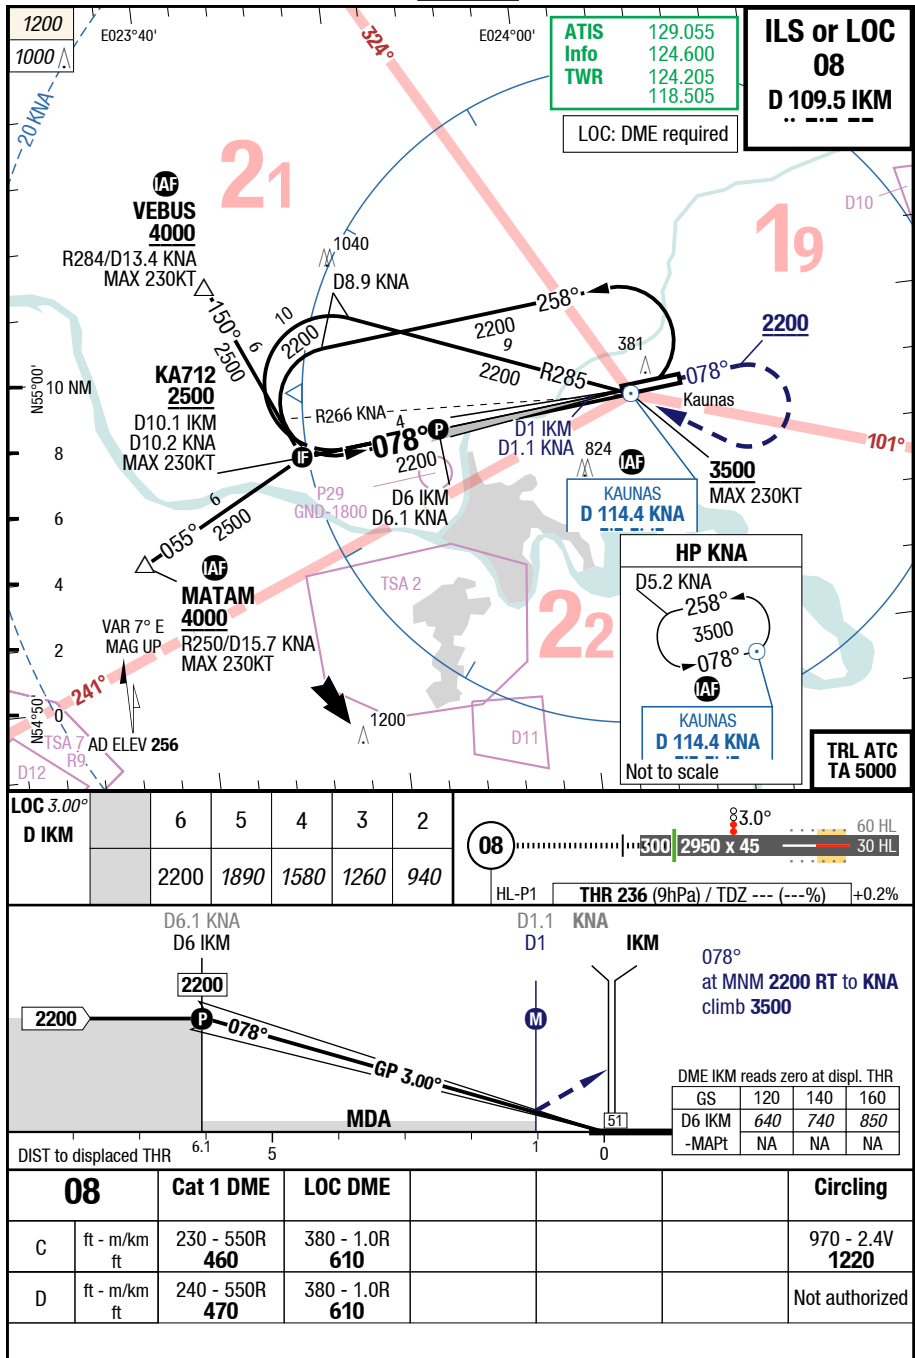 1200
1000
E023°40'
E024°00'
ATIS 129.055
Info 124.600
TWR 124.205
118.505
LOC: DME required
ILS or LOC
08
D 109.5 IKM
20 KNA
324°
21
19
D10
IAF
VEBUS
4000
R284/D13.4 KNA
MAX 230KT
1040
D8.9 KNA
150°
6
2500
10
2200
258°
2200
9
2200
R285
381
2200
078°
Kaunas
101°
N55°00'
10 NM
8
6
4
2
0
N54°50'
KA712
2500
D10.1 IKM
D10.2 KNA
MAX 230KT
IF
R266 KNA
4
078°
2200
P
D1 IKM
D1.1 KNA
824
IAF
3500
MAX 230KT
KAUNAS
D 114.4 KNA
P29
GND-1800
D6 IKM
D6.1 KNA
055°
6
2500
IAF
MATAM
4000
R250/D15.7 KNA
MAX 230KT
TSA 2
22
VAR 7° E
MAG UP
241°
TSA 7
R9
D12
AD ELEV 256
1200
D11
HP KNA
D5.2 KNA
258°
3500
078°
IAF
KAUNAS
D 114.4 KNA
Not to scale
TRL ATC
TA 5000
LOC 3.00°
D IKM
6 5 4 3 2
2200 1890 1580 1260 940
08
3.0°
300 2950 x 45
60 HL
30 HL
HL-P1
THR 236 (9hPa) / TDZ --- (---%)
+0.2%
D6.1 KNA
D6 IKM
D1.1 KNA
D1
IKM
2200
2200
P
078°
GP 3.00°
M
MDA
51
078°
at MNM 2200 RT to KNA
climb 3500
DME IKM reads zero at displ. THR
GS 120 140 160
D6 IKM 640 740 850
-MAPt NA NA NA
DIST to displaced THR
6.1 5 1 0
08 Cat 1 DME LOC DME Circling
C ft - m/km 230 - 550R 380 - 1.0R 970 - 2.4V
ft 460 610 1220
D ft - m/km 240 - 550R 380 - 1.0R Not authorized
ft 470 610